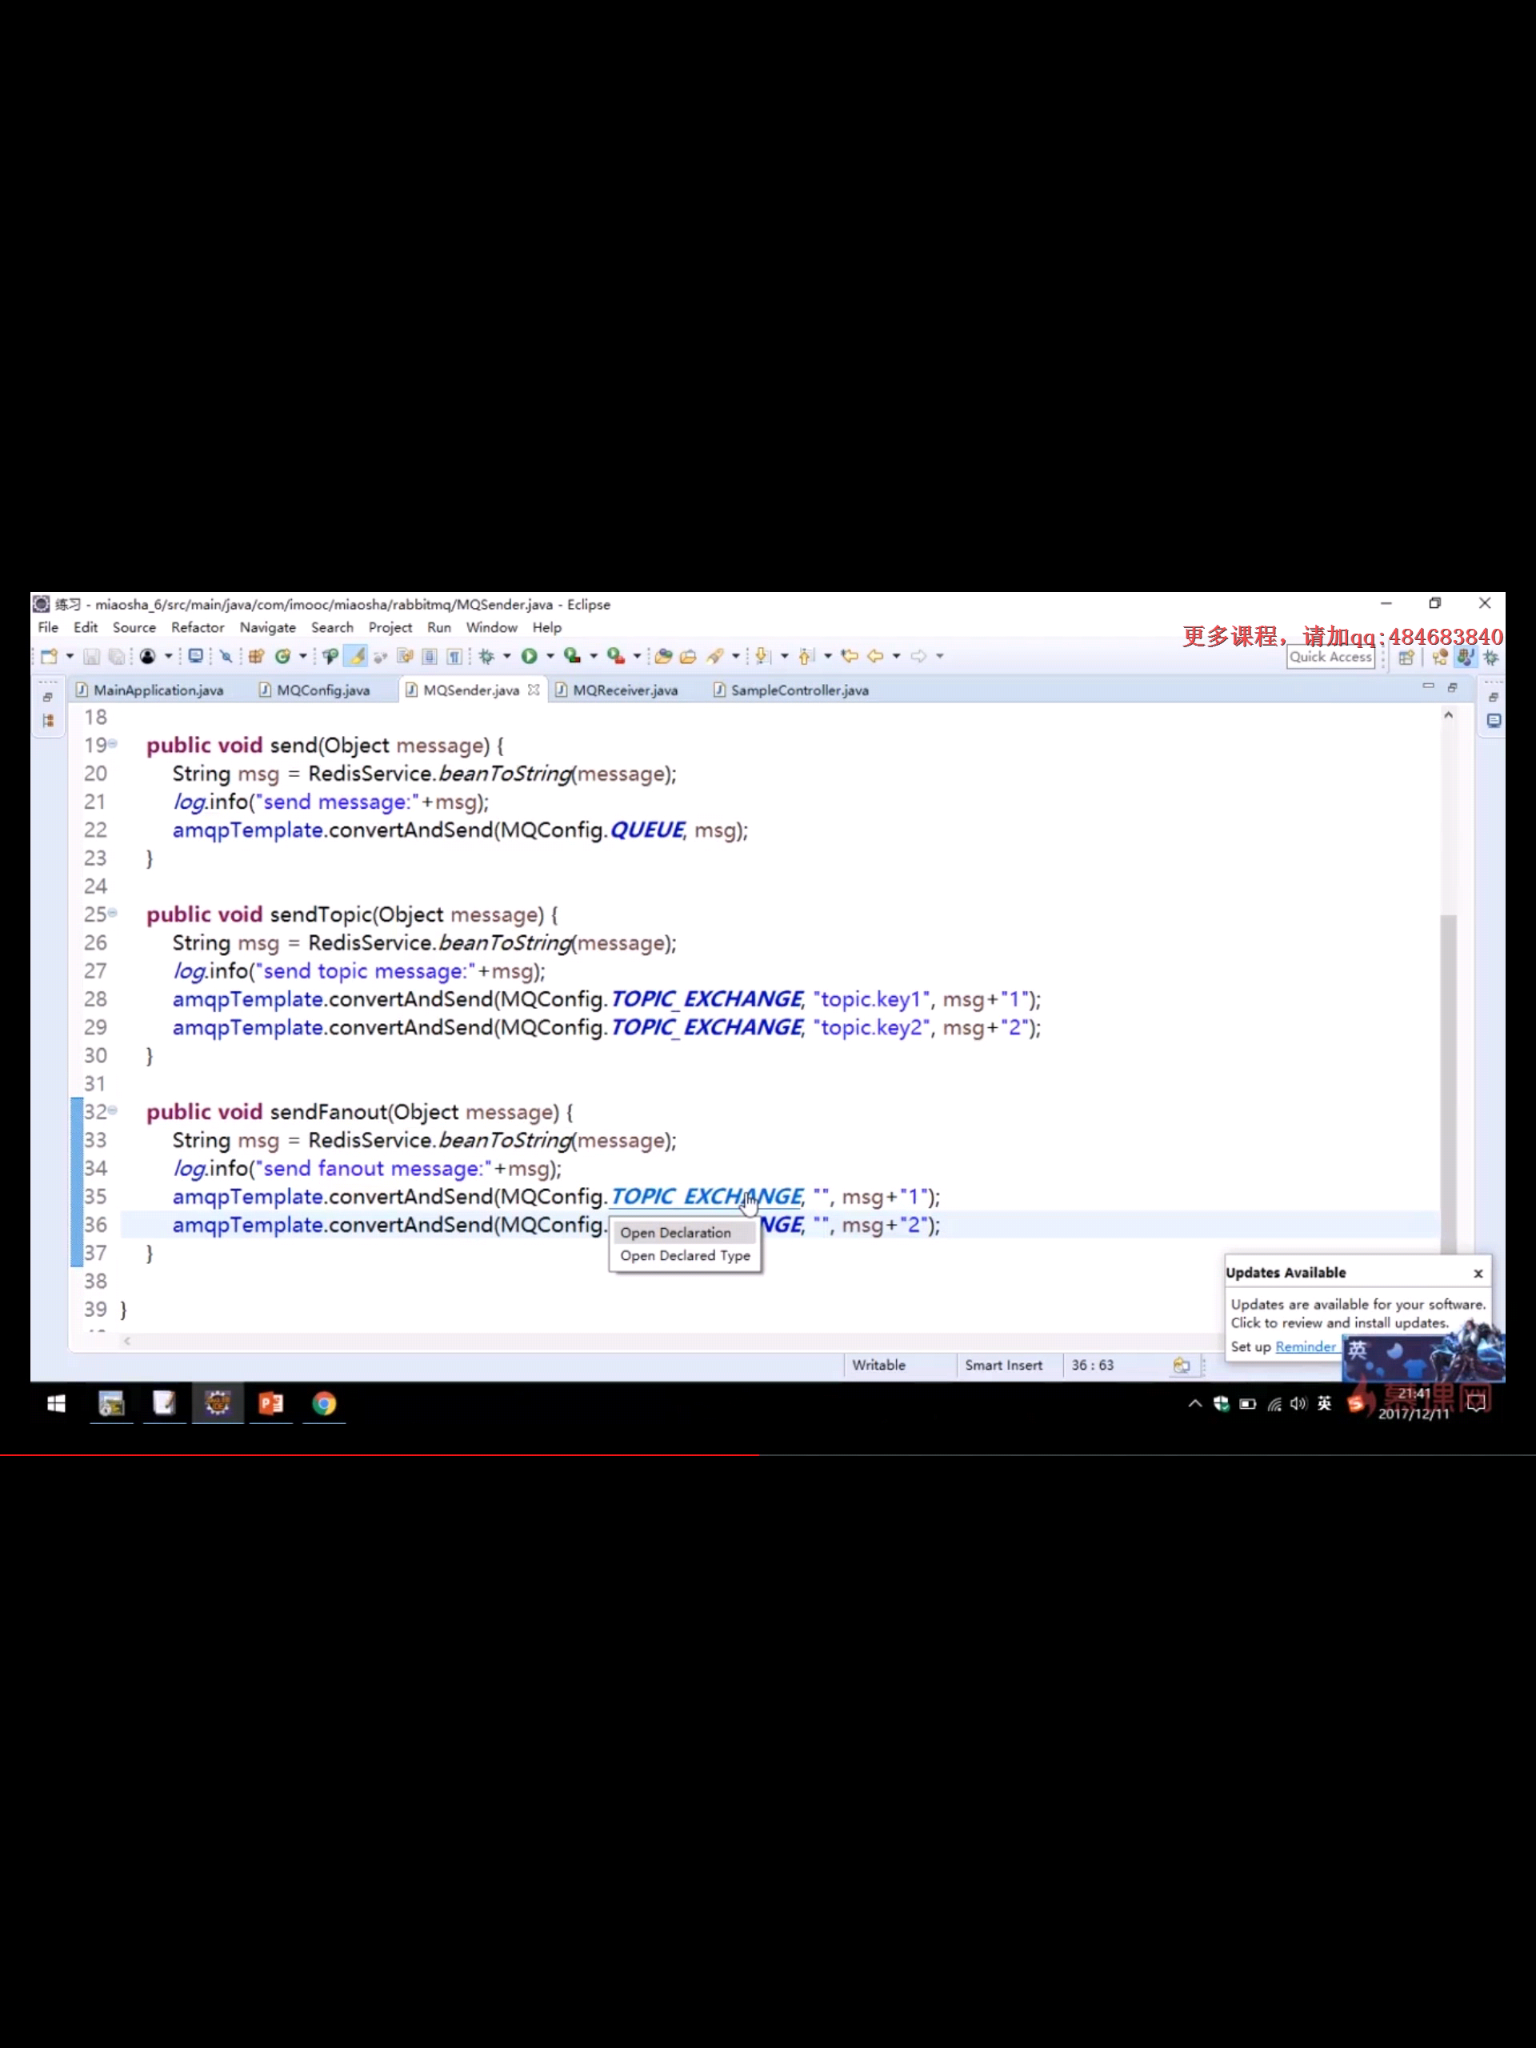 练习 - miaosha_6/src/main/java/com/imooc/miaosha/rabbitmq/MQSender.java - Eclipse
File Edit Source Refactor Navigate Search Project Run Window Help
更多课程，请加qq:484683840
Quick Access
MainApplication.java MQConfig.java MQSender.java MQReceiver.java SampleController.java
18
19 public void send(Object message) {
20 String msg = RedisService.beanToString(message);
21 log.info("send message:"+msg);
22 amqpTemplate.convertAndSend(MQConfig.QUEUE, msg);
23 }
24
25 public void sendTopic(Object message) {
26 String msg = RedisService.beanToString(message);
27 log.info("send topic message:"+msg);
28 amqpTemplate.convertAndSend(MQConfig.TOPIC_EXCHANGE, "topic.key1", msg+"1");
29 amqpTemplate.convertAndSend(MQConfig.TOPIC_EXCHANGE, "topic.key2", msg+"2");
30 }
31
32 public void sendFanout(Object message) {
33 String msg = RedisService.beanToString(message);
34 log.info("send fanout message:"+msg);
35 amqpTemplate.convertAndSend(MQConfig.TOPIC_EXCHANGE, "", msg+"1");
36 amqpTemplate.convertAndSend(MQConfig. NGE, "", msg+"2");
Open Declaration
Open Declared Type
37 }
38
39 }
Updates Available x
Updates are available for your software.
Click to review and install updates.
Set up Reminder
英
Writable Smart Insert 36 : 63
英
慕课网
21:41
2017/12/11